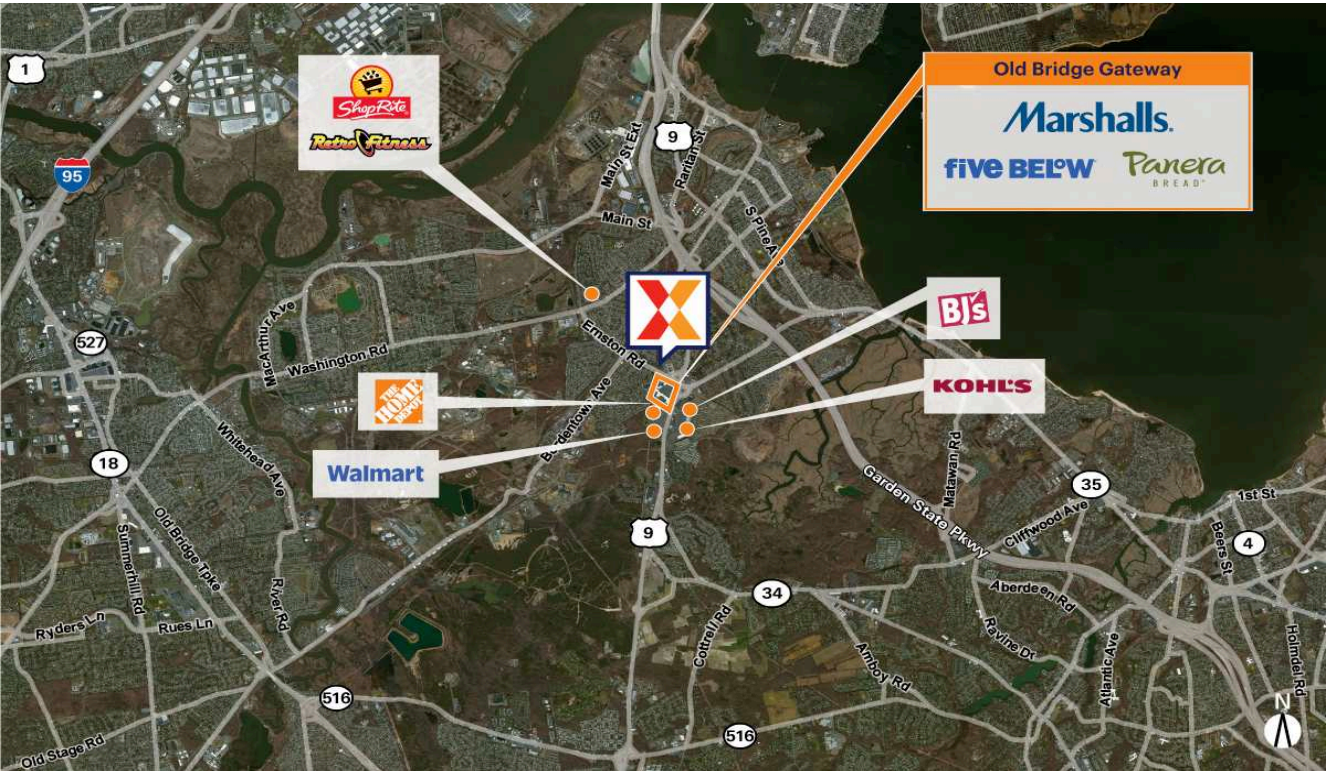 1
ShopRite
Retro Fitness
Old Bridge Gateway
Marshalls.
five BELOW
Panera
BREAD
9
95
Main St Ext
Raritan St
Main St
S Pine Ave
BJ's
MacArthur Ave
527
Washington Rd
Ernston Rd
THE
HOME
DEPOT
KOHL'S
Bordentown Ave
Walmart
18
Whitehead Ave
Matawan Rd
Garden State Pkwy
35
1st St
Cliffwood Ave
Old Bridge Tpke
Summerhill Rd
9
Beers St
4
River Rd
34
Aberdeen Rd
Ryders Ln
Rues Ln
Cottrell Rd
Ravine Dr
Atlantic Ave
Holmdel Rd
Amboy Rd
516
516
Old Stage Rd
N